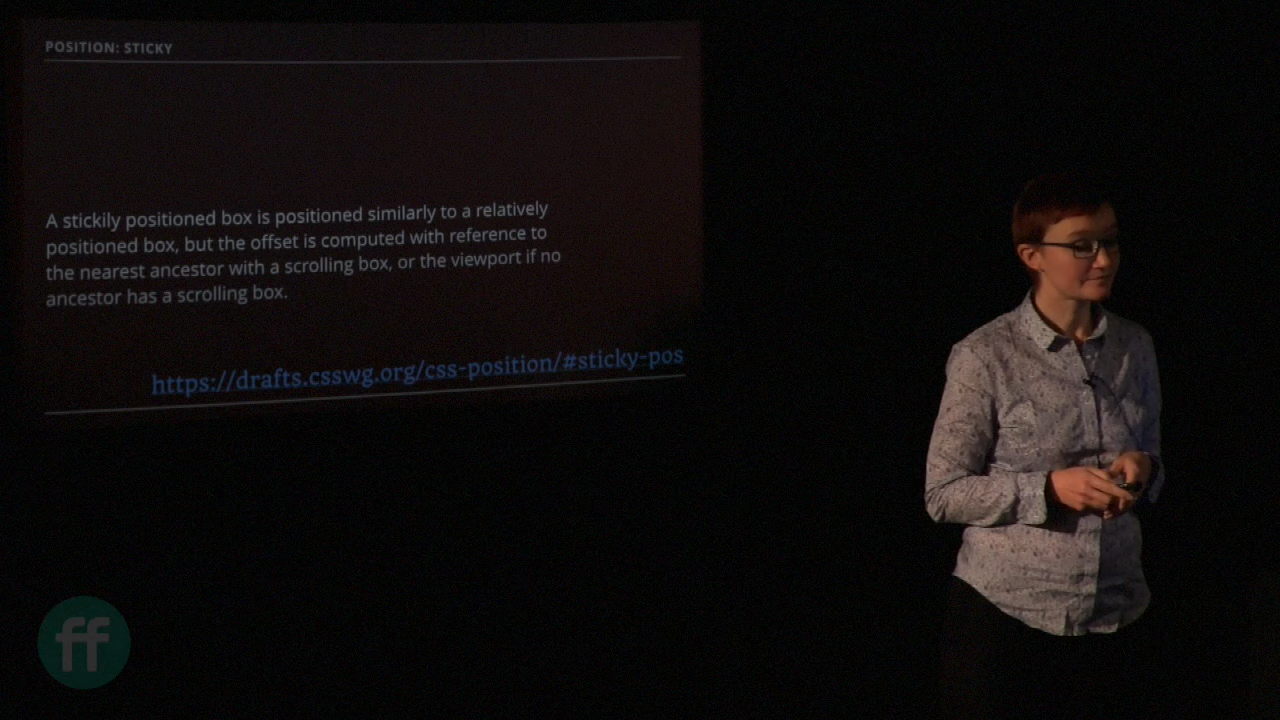 POSITION: STICKY
A stickily positioned box is positioned similarly to a relatively
positioned box, but the offset is computed with reference to
the nearest ancestor with a scrolling box, or the viewport if no
ancestor has a scrolling box.
https://drafts.csswg.org/css-position/#sticky-pos
ff